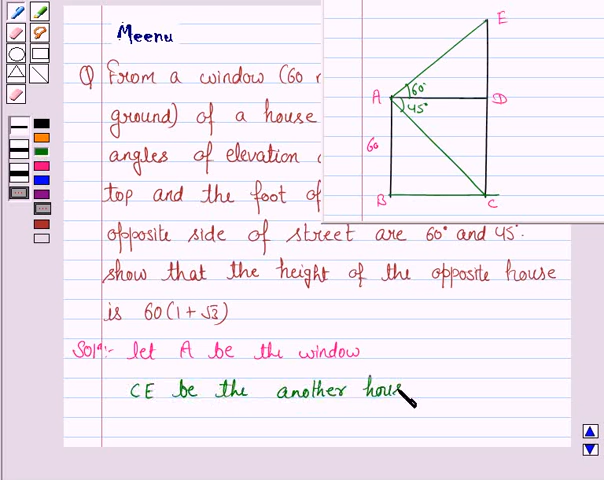 Meenu
Q From a window (60
ground) of a house
angles of elevation
top and the foot of
opposite side of street are 60° and 45°.
show that the height of the opposite house
is 60(1+√3)
Solⁿ:- let A be the window
CE be the another hous
E
A 60° D
45°
60
B C